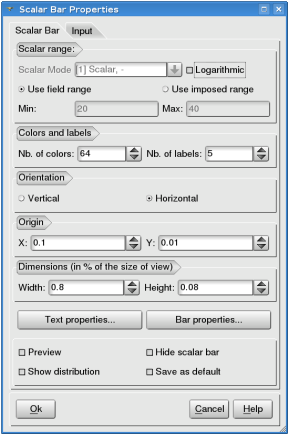 Scalar Bar Properties
Scalar Bar Input
Scalar range:
Scalar Mode 1] Scalar, - Logarithmic
Use field range Use imposed range
Min: 20 Max: 40
Colors and labels
Nb. of colors: 64 Nb. of labels: 5
Orientation
Vertical Horizontal
Origin
X: 0.1 Y: 0.01
Dimensions (in % of the size of view)
Width: 0.8 Height: 0.08
Text properties... Bar properties...
Preview Hide scalar bar
Show distribution Save as default
Ok Cancel Help